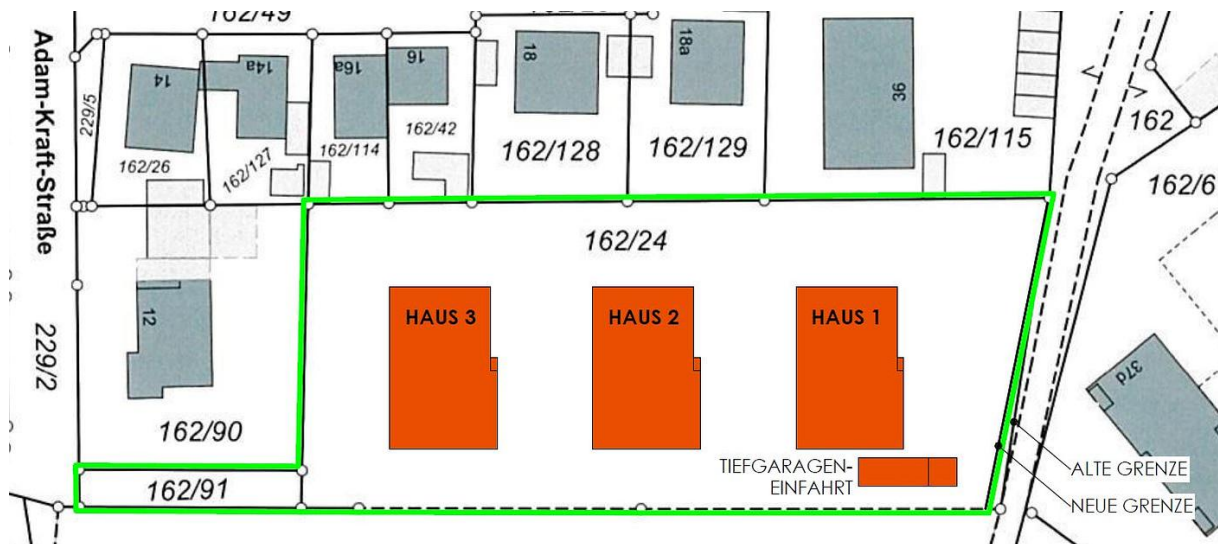 162/49
Adam-Kraft-Straße
229/5
14
14a
16a
16
18
18a
36
162/26
162/127
162/114
162/42
162/128
162/129
162/115
162
162/6
162/24
12
229/2
HAUS 3
HAUS 2
HAUS 1
37d
162/90
162/91
TIEFGARAGEN-
EINFAHRT
ALTE GRENZE
NEUE GRENZE